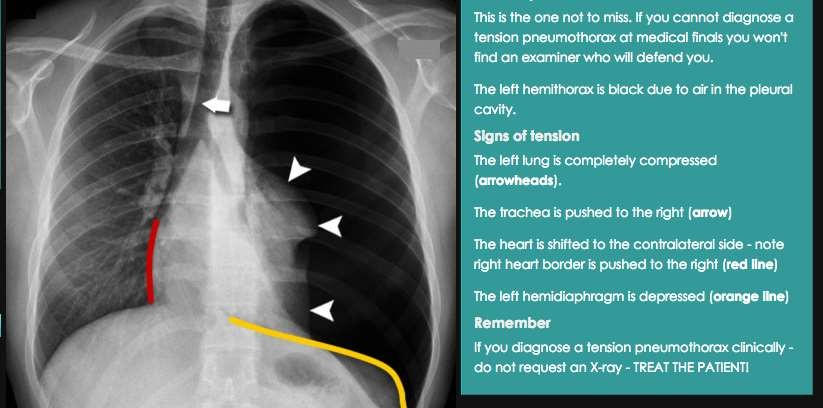 This is the one not to miss. If you cannot diagnose a
tension pneumothorax at medical finals you won't
find an examiner who will defend you.
The left hemithorax is black due to air in the pleural
cavity.
Signs of tension
The left lung is completely compressed
(arrowheads).
The trachea is pushed to the right (arrow)
The heart is shifted to the contralateral side - note
right heart border is pushed to the right (red line)
The left hemidiaphragm is depressed (orange line)
Remember
If you diagnose a tension pneumothorax clinically -
do not request an X-ray - TREAT THE PATIENT!